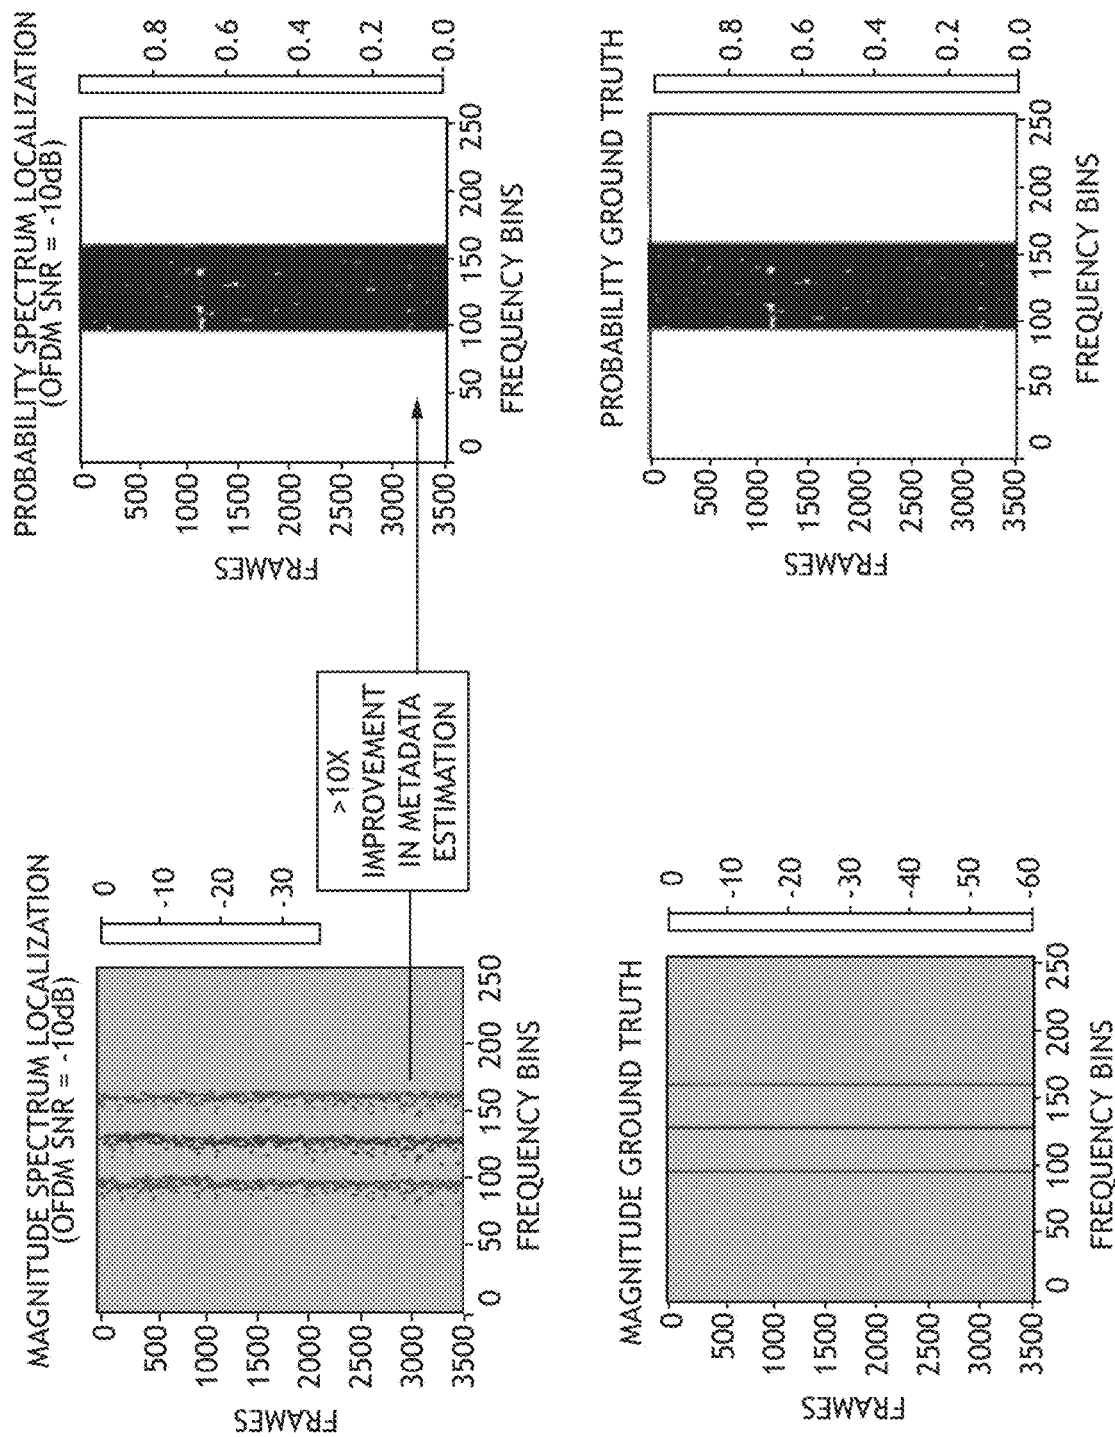 MAGNITUDE SPECTRUM LOCALIZATION
(OFDM SNR = -10dB)
FRAMES
0
500
1000
1500
2000
2500
3000
3500
0 50 100 150 200 250
FREQUENCY BINS
0
-10
-20
-30
>10X
IMPROVEMENT
IN METADATA
ESTIMATION
PROBABILITY SPECTRUM LOCALIZATION
(OFDM SNR = -10dB)
FRAMES
0
500
1000
1500
2000
2500
3000
3500
0 50 100 150 200 250
FREQUENCY BINS
0.8
0.6
0.4
0.2
0.0
MAGNITUDE GROUND TRUTH
FRAMES
0
500
1000
1500
2000
2500
3000
3500
0 50 100 150 200 250
FREQUENCY BINS
0
-10
-20
-30
-40
-50
-60
PROBABILITY GROUND TRUTH
FRAMES
0
500
1000
1500
2000
2500
3000
3500
0 50 100 150 200 250
FREQUENCY BINS
0.8
0.6
0.4
0.2
0.0